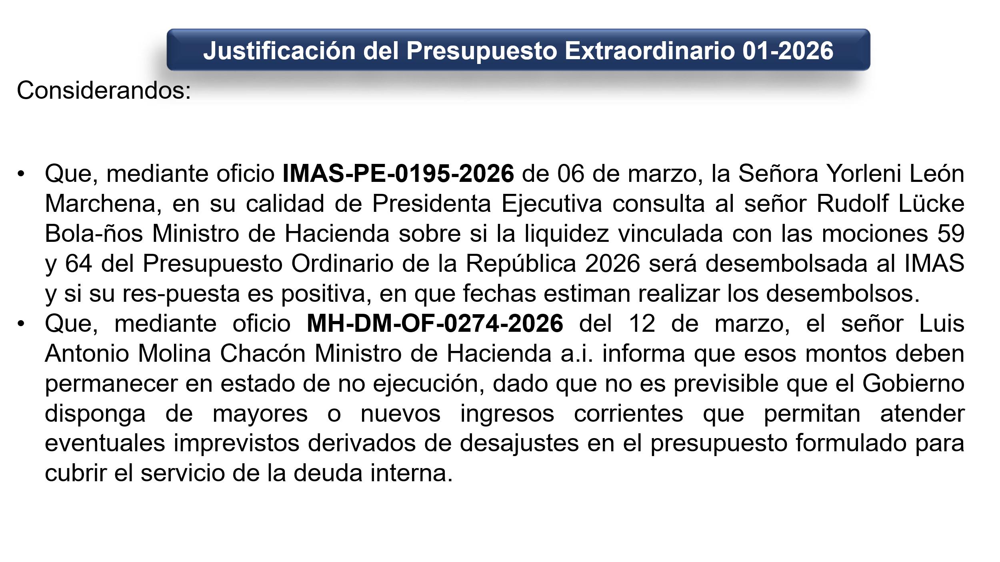 Justificación del Presupuesto Extraordinario 01-2026
Considerandos:
• Que, mediante oficio IMAS-PE-0195-2026 de 06 de marzo, la Señora Yorleni León
Marchena, en su calidad de Presidenta Ejecutiva consulta al señor Rudolf Lücke
Bola-ños Ministro de Hacienda sobre si la liquidez vinculada con las mociones 59
y 64 del Presupuesto Ordinario de la República 2026 será desembolsada al IMAS
y si su res-puesta es positiva, en que fechas estiman realizar los desembolsos.
• Que, mediante oficio MH-DM-OF-0274-2026 del 12 de marzo, el señor Luis
Antonio Molina Chacón Ministro de Hacienda a.i. informa que esos montos deben
permanecer en estado de no ejecución, dado que no es previsible que el Gobierno
disponga de mayores o nuevos ingresos corrientes que permitan atender
eventuales imprevistos derivados de desajustes en el presupuesto formulado para
cubrir el servicio de la deuda interna.